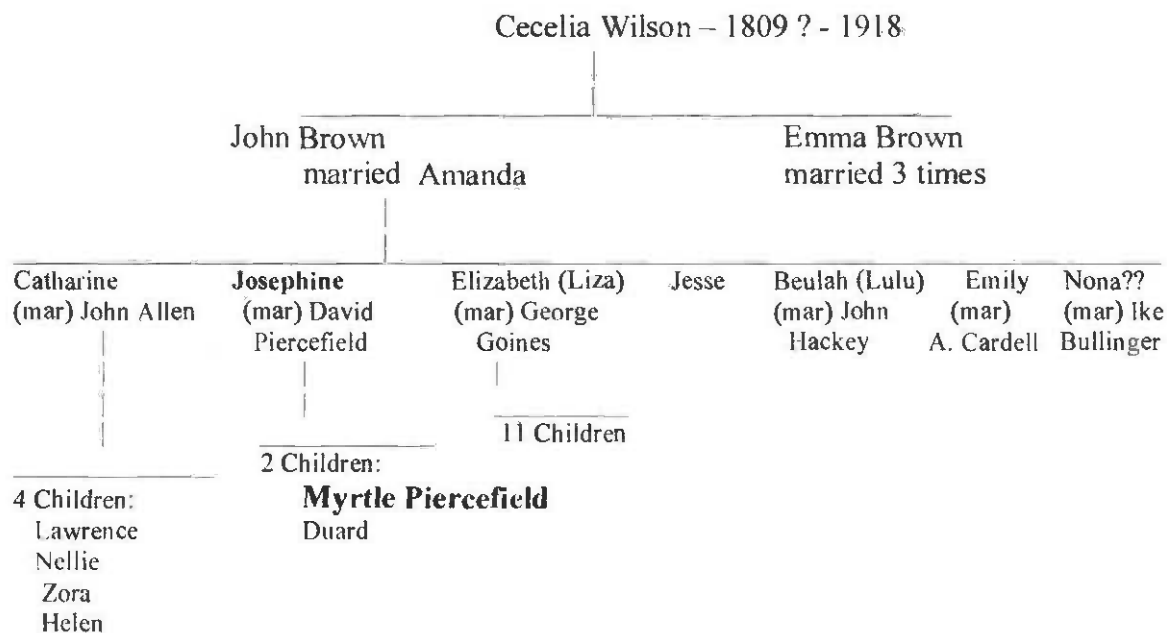 Cecelia Wilson – 1809 ? - 1918
John Brown
married Amanda
Emma Brown
married 3 times
Catharine
(mar) John Allen
Josephine
(mar) David
Piercefield
Elizabeth (Liza)
(mar) George
Goines
Jesse
Beulah (Lulu)
(mar) John
Hackey
Emily
(mar)
A. Cardell
Nona??
(mar) Ike
Bullinger
11 Children
2 Children:
Myrtle Piercefield
Duard
4 Children:
Lawrence
Nellie
Zora
Helen